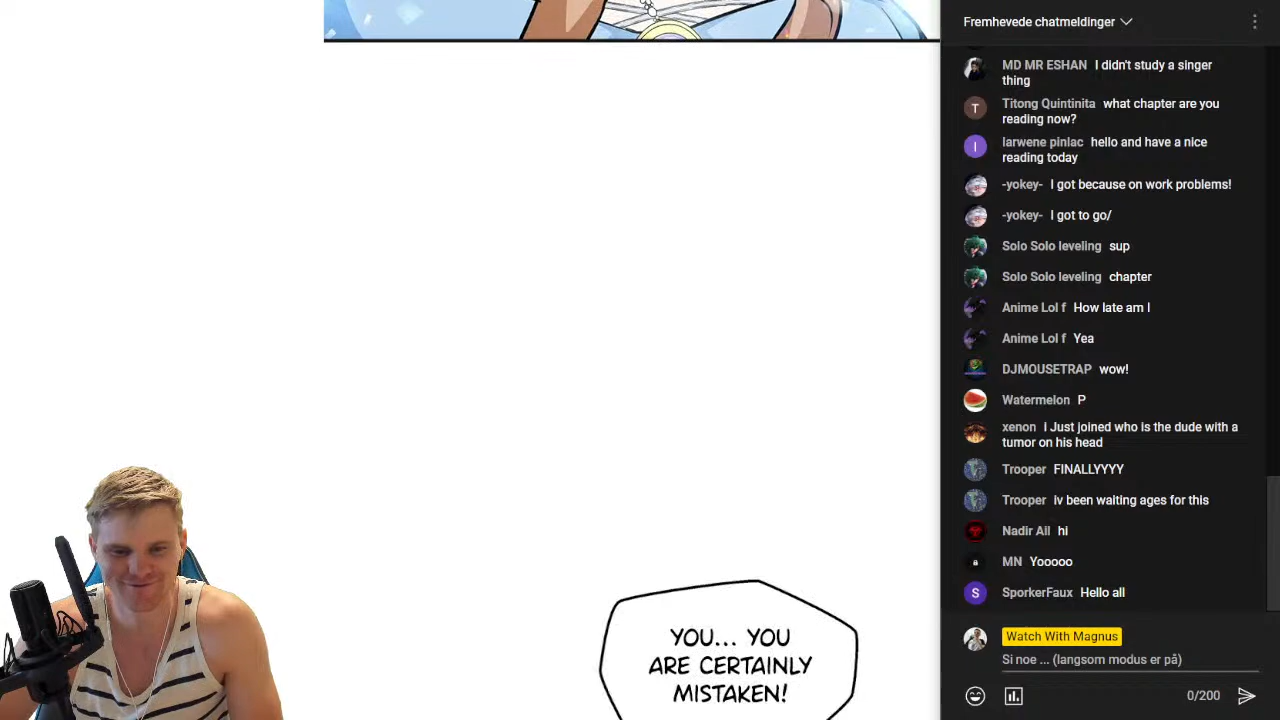 Fremhevede chatmeldinger
MD MR ESHAN I didn't study a singer
thing
Titong Quintinita what chapter are you
reading now?
Iarwene pinlac hello and have a nice
reading today
-yokey- I got because on work problems!
-yokey- I got to go/
Solo Solo leveling sup
Solo Solo leveling chapter
Anime Lol f How late am I
Anime Lol f Yea
DJMOUSETRAP wow!
Watermelon P
xenon i Just joined who is the dude with a
tumor on his head
Trooper FINALLYYYY
Trooper iv been waiting ages for this
Nadir Ail hi
MN Yooooo
SporkerFaux Hello all
Watch With Magnus
Si noe ... (langsom modus er på)
0/200
YOU... YOU
ARE CERTAINLY
MISTAKEN!
T
I
a
S